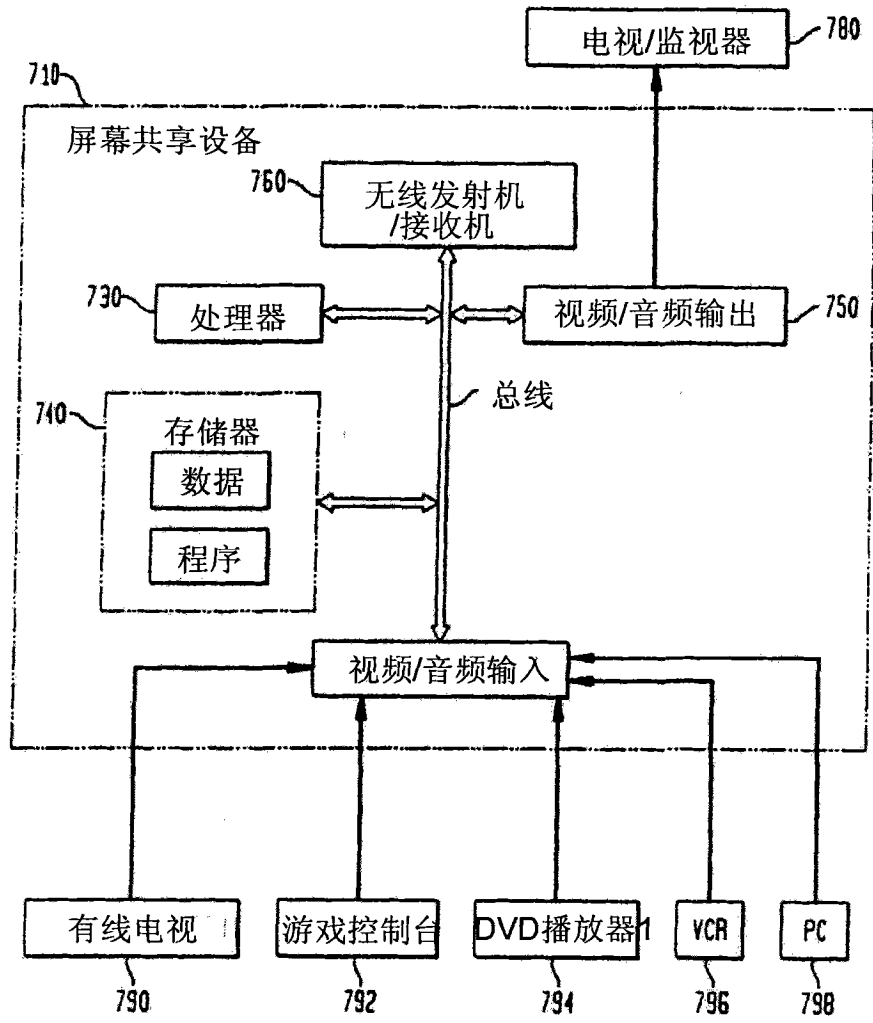 电视/监视器
780
710
屏幕共享设备
760
无线发射机
/接收机
730
处理器
视频/音频输出
750
总线
740
存储器
数据
程序
视频/音频输入
有线电视
游戏控制台
DVD播放器1
VCR
PC
790
792
794
796
798